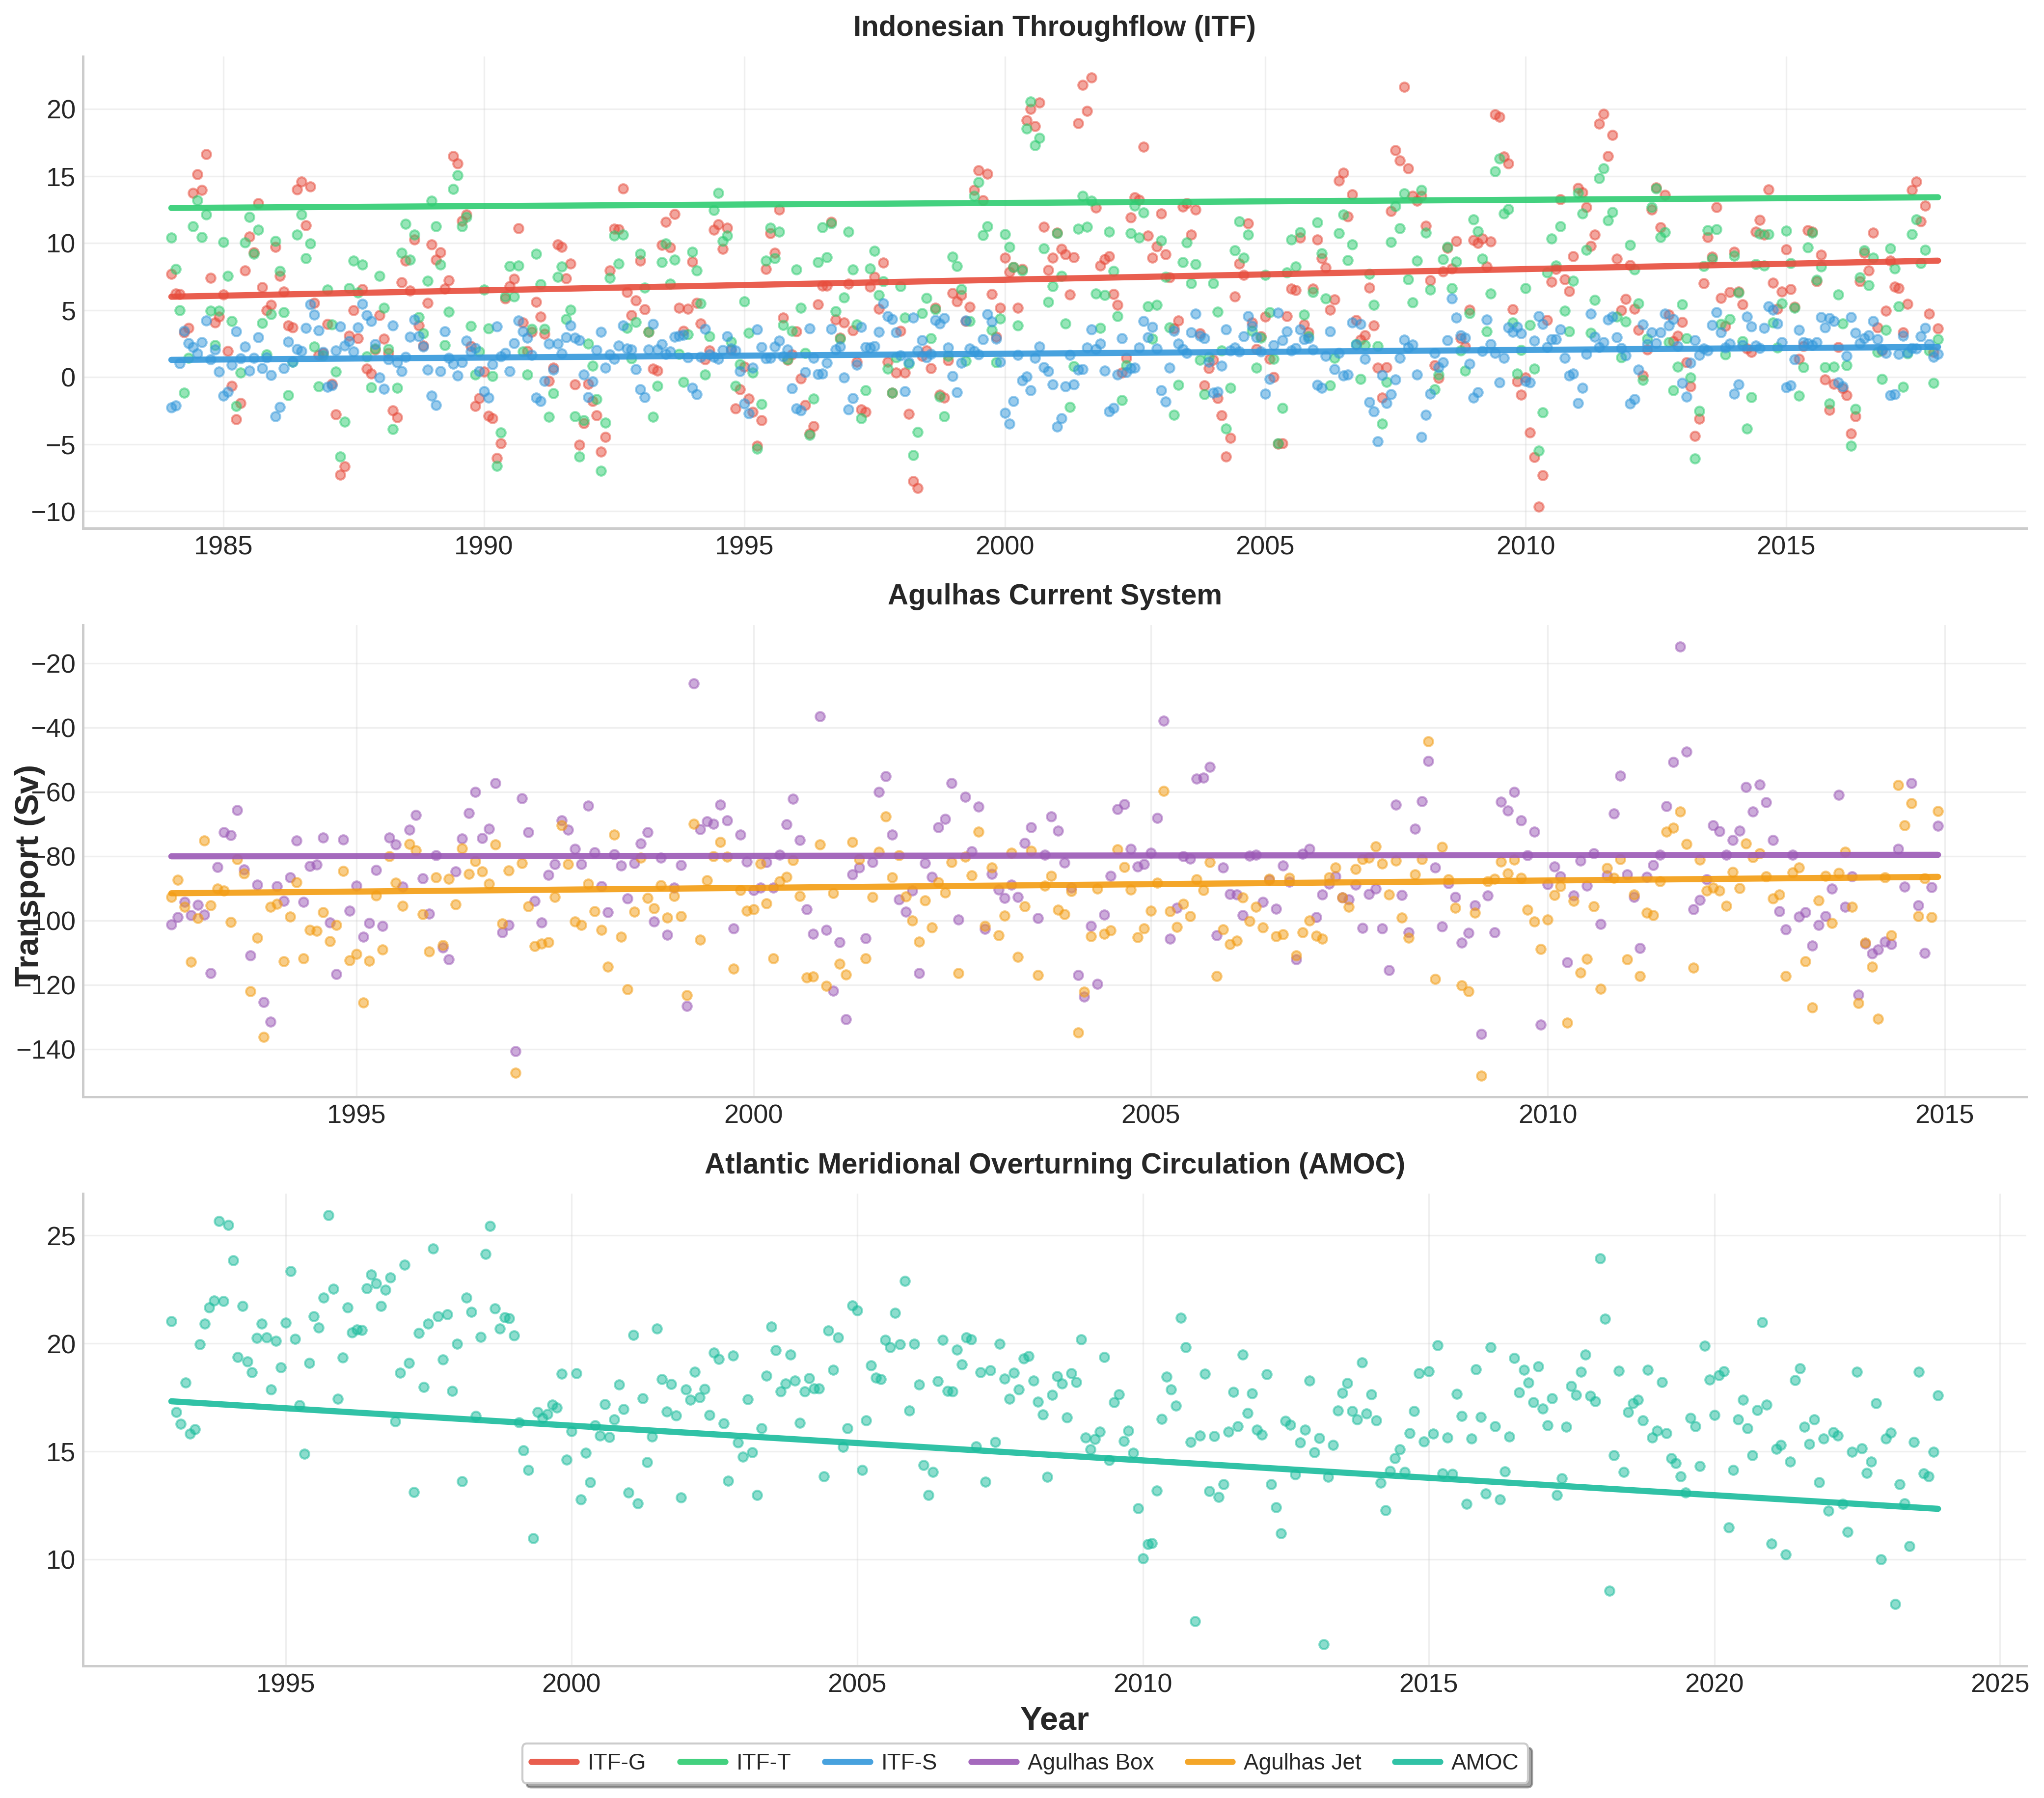 Indonesian Throughflow (ITF)
20
15
10
5
0
−5
−10
1985 1990 1995 2000 2005 2010 2015
Agulhas Current System
Transport (Sv)
−20
−40
−60
−80
−100
−120
−140
1995 2000 2005 2010 2015
Atlantic Meridional Overturning Circulation (AMOC)
25
20
15
10
1995 2000 2005 2010 2015 2020 2025
Year
ITF-G ITF-T ITF-S Agulhas Box Agulhas Jet AMOC